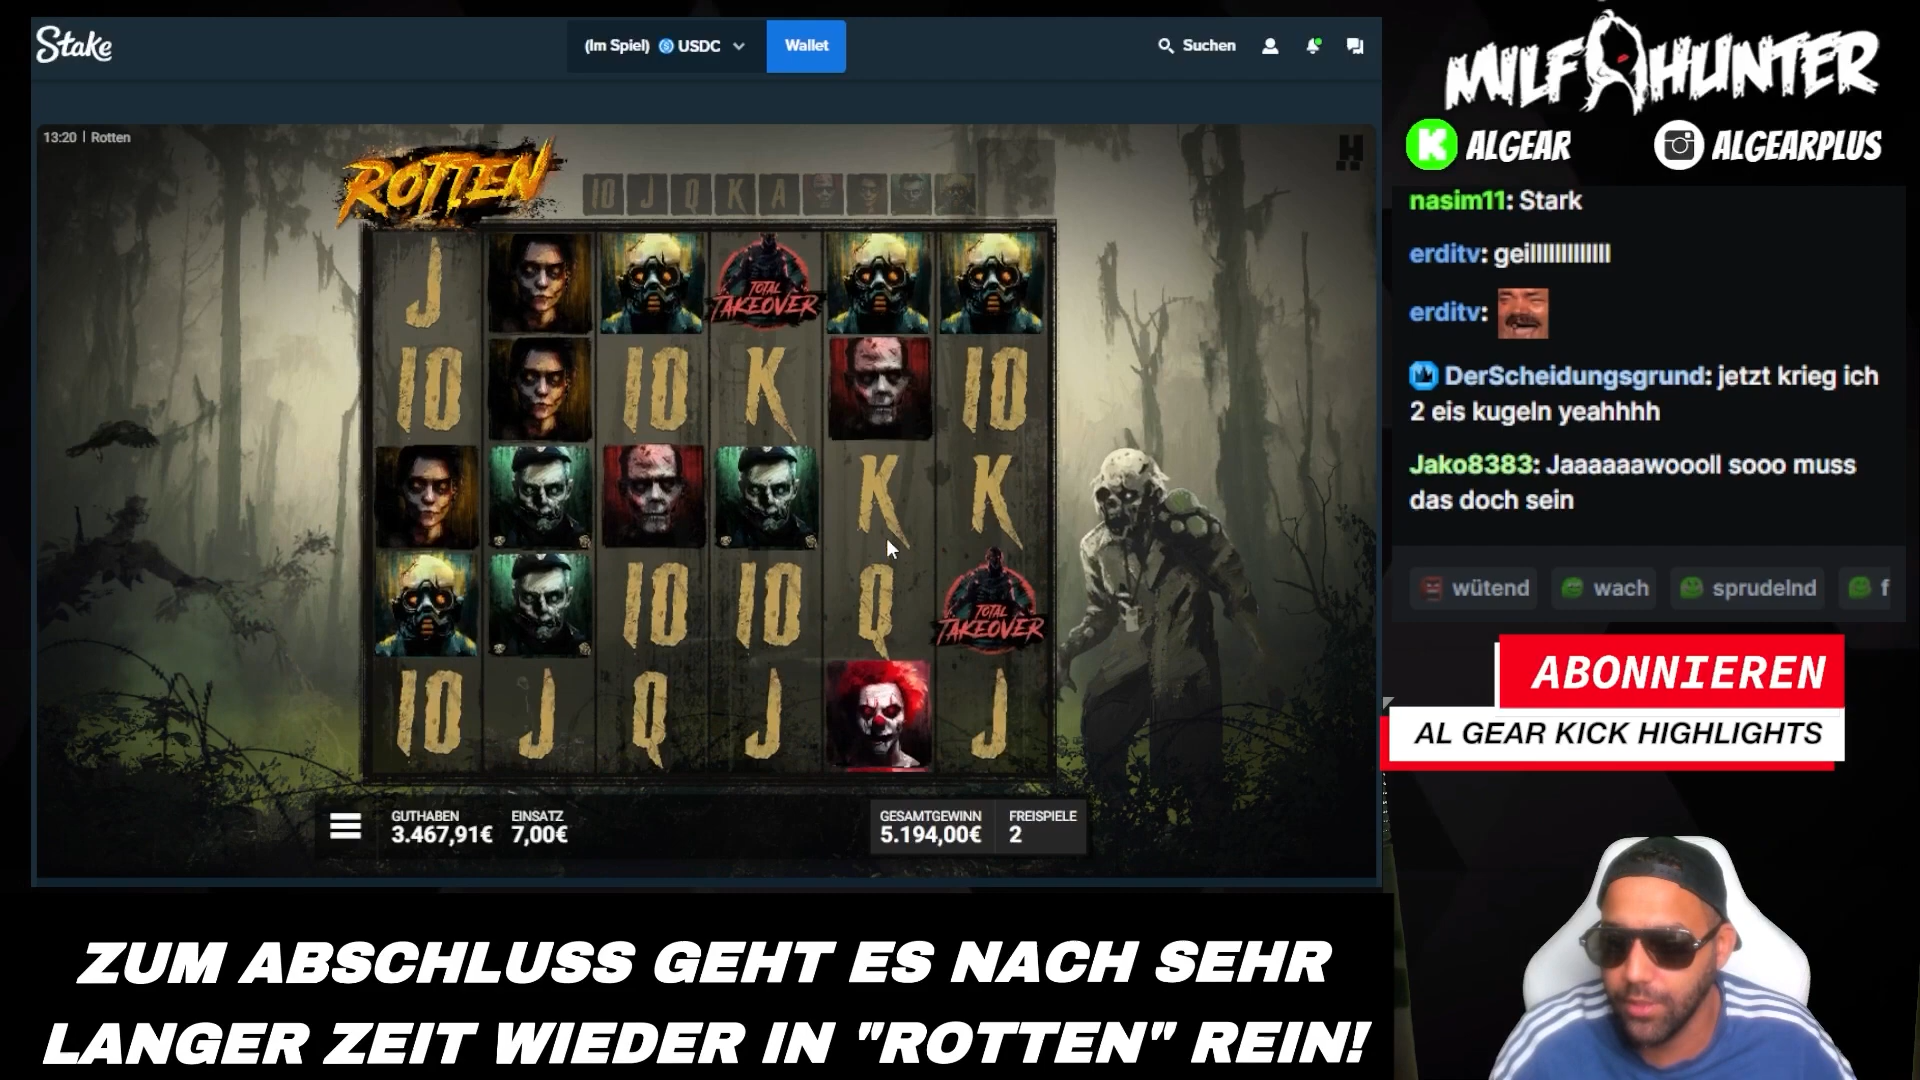 Stake
(Im Spiel) USDC
Wallet
Suchen
13:20 | Rotten
ROTTEN
10 J Q K A
J
TOTAL TAKEOVER
10 10 K 10
K K
10 10 Q
TOTAL TAKEOVER
10 J Q J J
GUTHABEN
3.467,91€
EINSATZ
7,00€
GESAMTGEWINN
5.194,00€
FREISPIELE
2
MILF HUNTER
K ALGEAR
ALGEARPLUS
nasim11: Stark
erditv: geilllllllllllll
erditv:
DerScheidungsgrund: jetzt krieg ich
2 eis kugeln yeahhhh
Jako8383: Jaaaaaawoooll sooo muss
das doch sein
wütend
wach
sprudelnd
f
ABONNIEREN
AL GEAR KICK HIGHLIGHTS
ZUM ABSCHLUSS GEHT ES NACH SEHR
LANGER ZEIT WIEDER IN "ROTTEN" REIN!